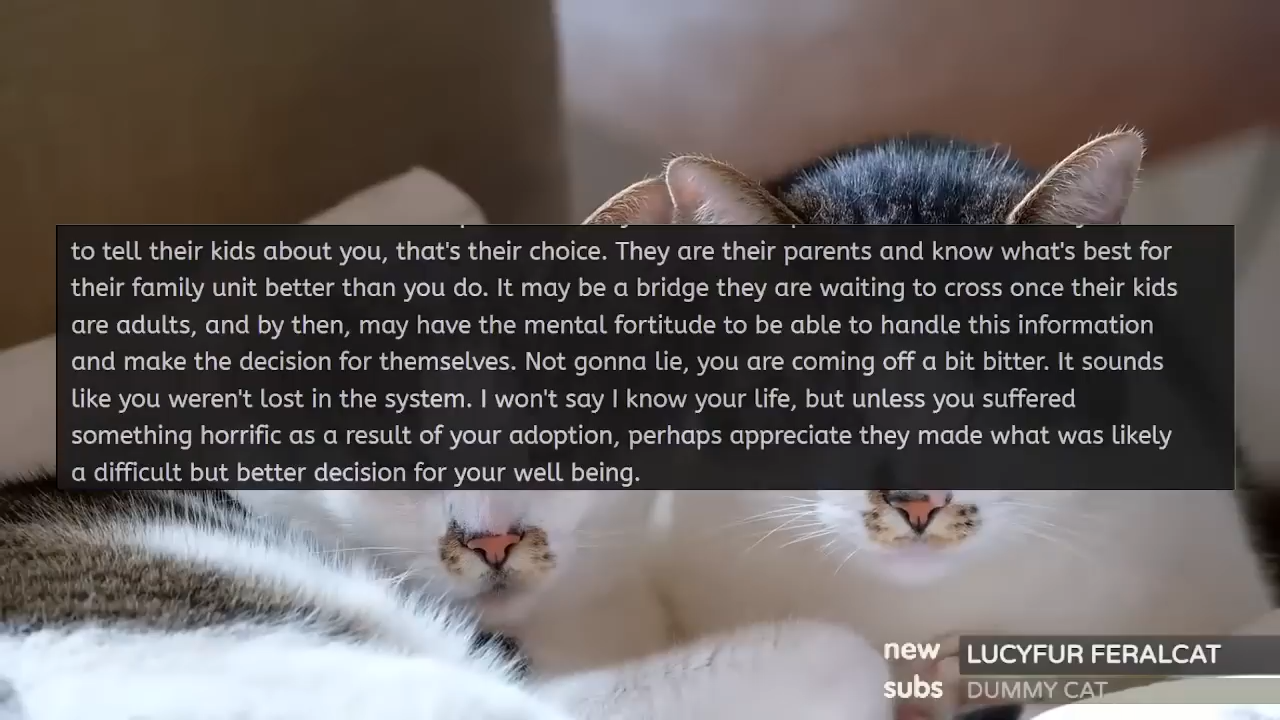 to tell their kids about you, that's their choice. They are their parents and know what's best for
their family unit better than you do. It may be a bridge they are waiting to cross once their kids
are adults, and by then, may have the mental fortitude to be able to handle this information
and make the decision for themselves. Not gonna lie, you are coming off a bit bitter. It sounds
like you weren't lost in the system. I won't say I know your life, but unless you suffered
something horrific as a result of your adoption, perhaps appreciate they made what was likely
a difficult but better decision for your well being.
new LUCYFUR FERALCAT
subs DUMMY CAT